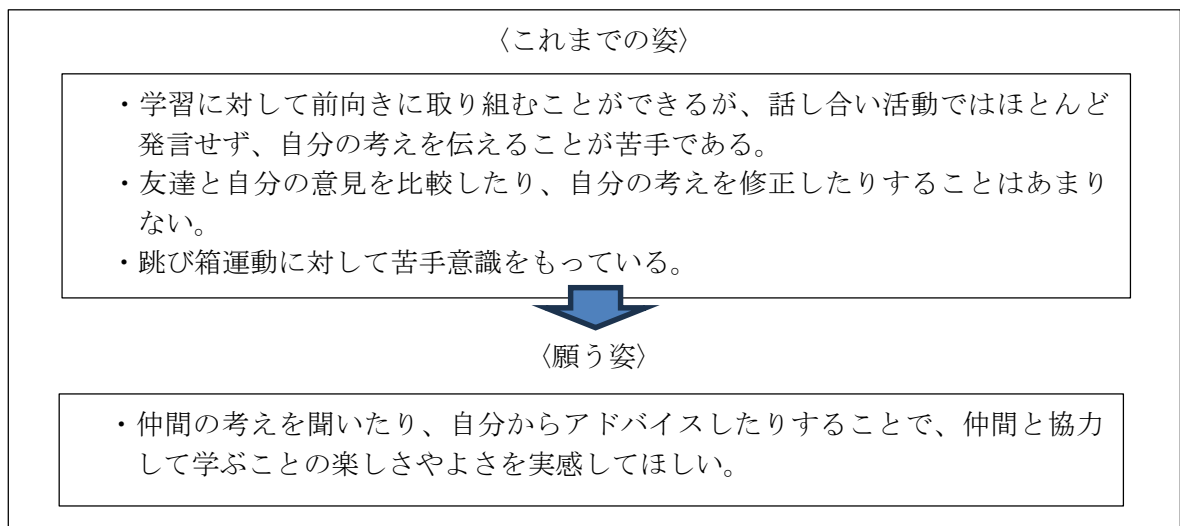 〈これまでの姿〉
・学習に対して前向きに取り組むことができるが、話し合い活動ではほとんど
発言せず、自分の考えを伝えることが苦手である。
・友達と自分の意見を比較したり、自分の考えを修正したりすることはあまり
ない。
・跳び箱運動に対して苦手意識をもっている。
〈願う姿〉
・仲間の考えを聞いたり、自分からアドバイスしたりすることで、仲間と協力
して学ぶことの楽しさやよさを実感してほしい。